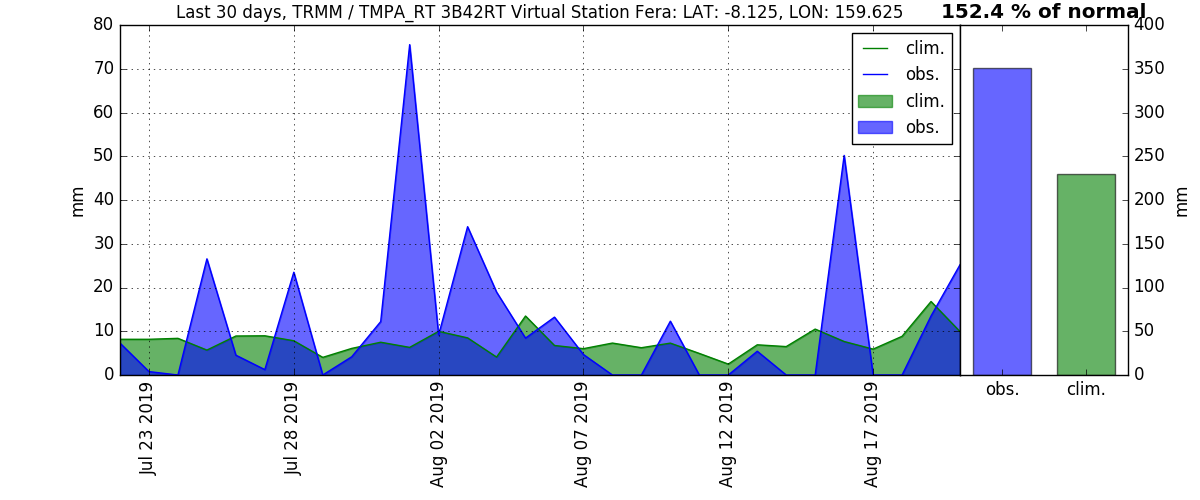 Last 30 days, TRMM / TMPA_RT 3B42RT Virtual Station Fera: LAT: -8.125, LON: 159.625
152.4 % of normal
mm
80
70
60
50
40
30
20
10
0
clim.
obs.
clim.
obs.
400
350
300
250
200
150
100
50
0
mm
Jul 23 2019
Jul 28 2019
Aug 02 2019
Aug 07 2019
Aug 12 2019
Aug 17 2019
obs.
clim.